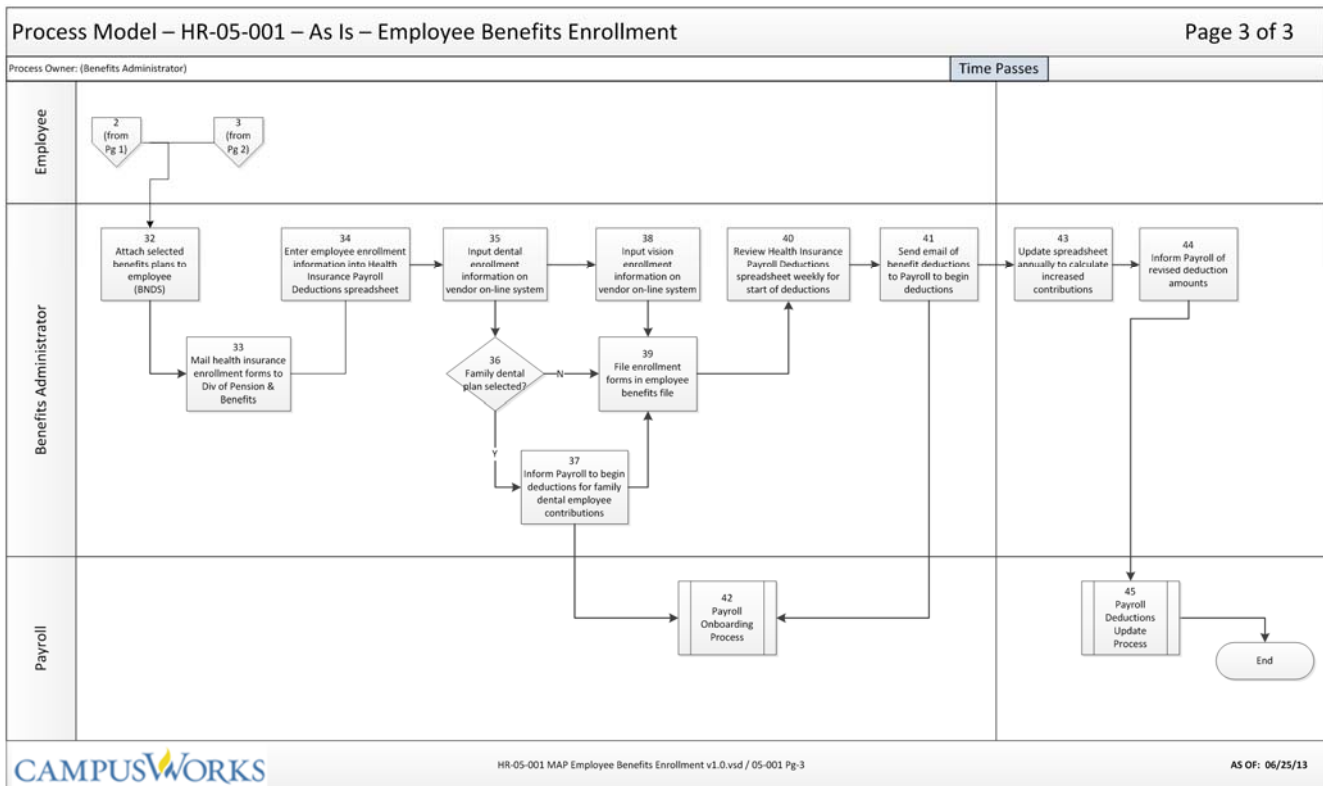 Process Model – HR-05-001 – As Is – Employee Benefits Enrollment
Page 3 of 3
Process Owner: (Benefits Administrator)
Time Passes
Employee
2
(from
Pg 1)
3
(from
Pg 2)
Benefits Administrator
32
Attach selected
benefits plans to
employee
(BNDS)
33
Mail health insurance
enrollment forms to
Div of Pension &
Benefits
34
Enter employee enrollment
information into Health
Insurance Payroll
Deductions spreadsheet
35
Input dental
enrollment
information on
vendor on-line system
36
Family dental
plan selected?
N
Y
37
Inform Payroll to begin
deductions for family
dental employee
contributions
38
Input vision
enrollment
information on
vendor on-line system
39
File enrollment
forms in employee
benefits file
40
Review Health Insurance
Payroll Deductions
spreadsheet weekly for
start of deductions
41
Send email of
benefit deductions
to Payroll to begin
deductions
43
Update spreadsheet
annually to calculate
increased
contributions
44
Inform Payroll of
revised deduction
amounts
Payroll
42
Payroll
Onboarding
Process
45
Payroll
Deductions
Update
Process
End
CAMPUSWORKS
HR-05-001 MAP Employee Benefits Enrollment v1.0.vsd / 05-001 Pg-3
AS OF: 06/25/13